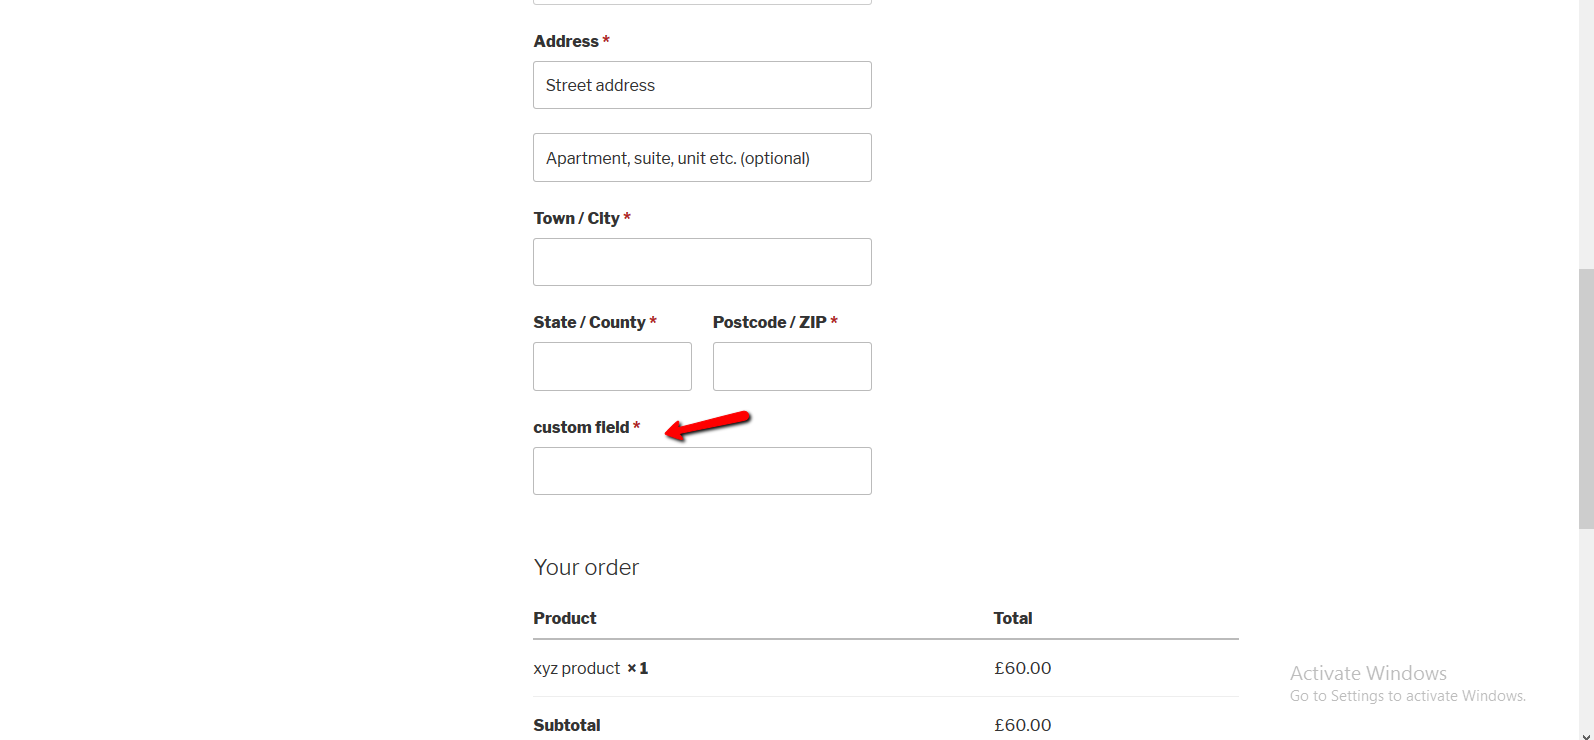 Address *
Street address
Apartment, suite, unit etc. (optional)
Town / City *
State / County * Postcode / ZIP *
custom field *
Your order
Product Total
xyz product × 1 £60.00
Activate Windows
Go to Settings to activate Windows.
Subtotal £60.00